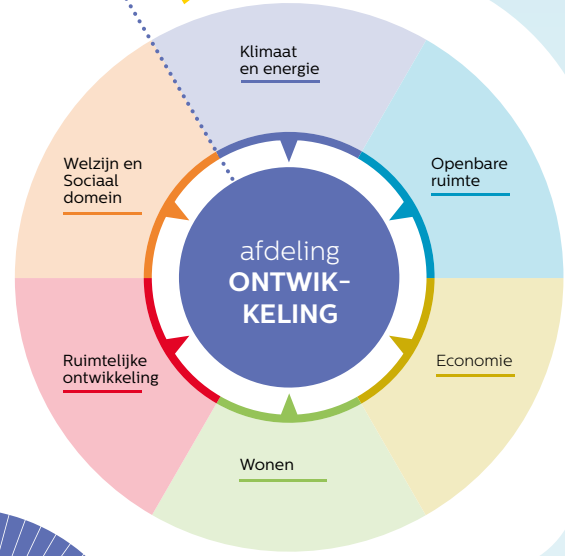 Klimaat
en energie
Openbare
ruimte
Economie
Wonen
Ruimtelijke
ontwikkeling
Welzijn en
Sociaal
domein
afdeling
ONTWIK-
KELING